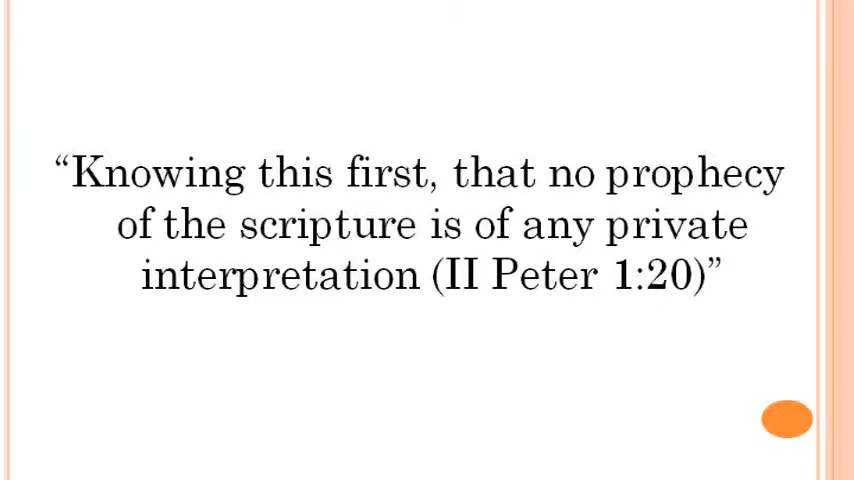 “Knowing this first, that no prophecy
of the scripture is of any private
interpretation (II Peter 1:20)”